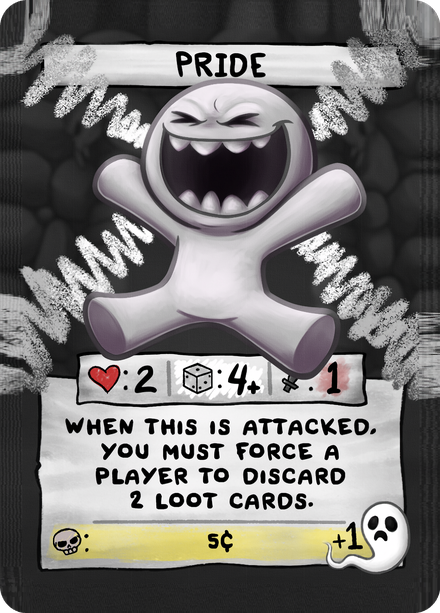 PRIDE
:2 :4+ :1
WHEN THIS IS ATTACKED,
YOU MUST FORCE A
PLAYER TO DISCARD
2 LOOT CARDS.
: 5¢ +1